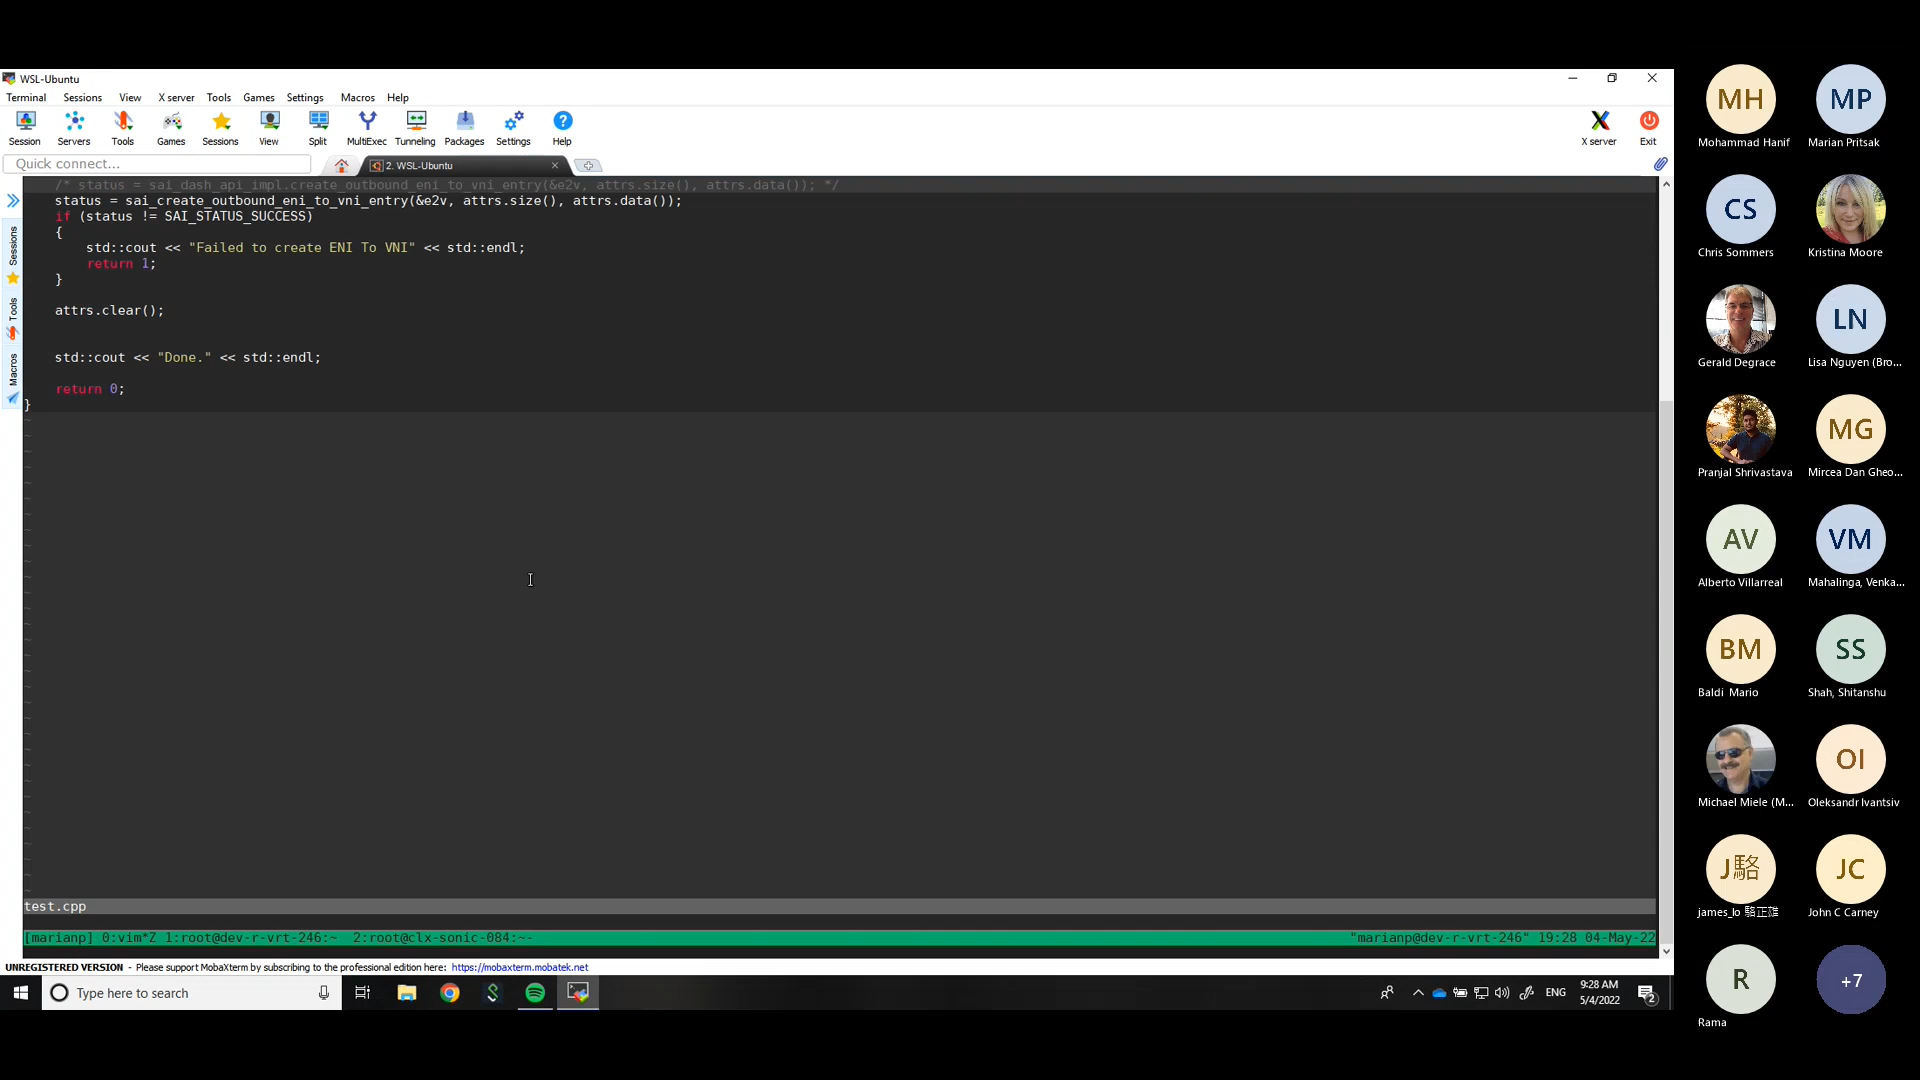 WSL-Ubuntu
Terminal Sessions View X server Tools Games Settings Macros Help
Session Servers Tools Games Sessions View Split MultiExec Tunneling Packages Settings Help X server Exit
Quick connect... 2. WSL-Ubuntu
/* status = sai_dash_api_impl.create_outbound_eni_to_vni_entry(&e2v, attrs.size(), attrs.data()); */
status = sai_create_outbound_eni_to_vni_entry(&e2v, attrs.size(), attrs.data());
if (status != SAI_STATUS_SUCCESS)
{
std::cout << "Failed to create ENI To VNI" << std::endl;
return 1;
}
attrs.clear();
std::cout << "Done." << std::endl;
return 0;
}
Sessions
Tools
Macros
test.cpp
[marianp] 0:vim*Z 1:root@dev-r-vrt-246:~ 2:root@clx-sonic-084:~- "marianp@dev-r-vrt-246" 19:28 04-May-22
UNREGISTERED VERSION - Please support MobaXterm by subscribing to the professional edition here: https://mobaxterm.mobatek.net
Type here to search
ENG
9:28 AM
5/4/2022
2
MH MP
Mohammad Hanif Marian Pritsak
CS
Chris Sommers Kristina Moore
LN
Gerald Degrace Lisa Nguyen (Bro...
MG
Pranjal Shrivastava Mircea Dan Gheo...
AV VM
Alberto Villarreal Mahalinga, Venka...
BM SS
Baldi Mario Shah, Shitanshu
OI
Michael Miele (M... Oleksandr Ivantsiv
J駱 JC
james_lo 駱正雄 John C Carney
R +7
Rama